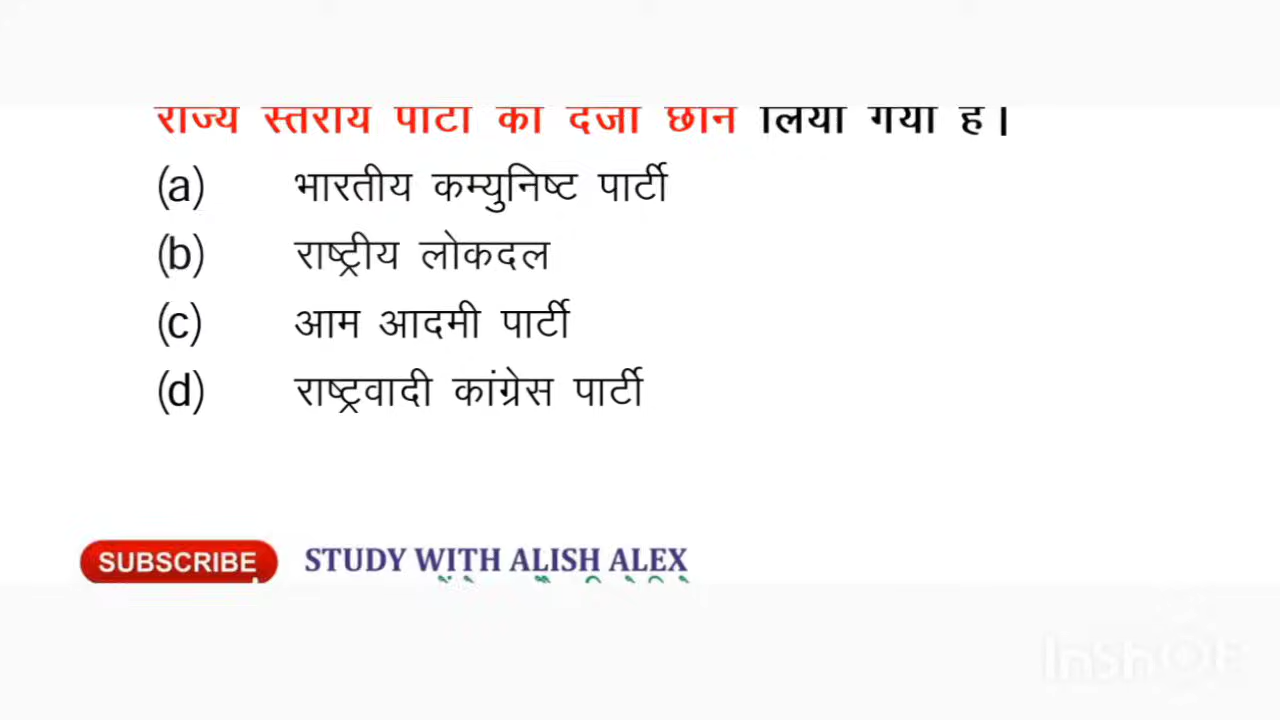 राज्य स्तरीय पार्टी का दर्जा छीन लिया गया है।
(a) भारतीय कम्युनिष्ट पार्टी
(b) राष्ट्रीय लोकदल
(c) आम आदमी पार्टी
(d) राष्ट्रवादी कांग्रेस पार्टी
SUBSCRIBE STUDY WITH ALISH ALEX
InShOt